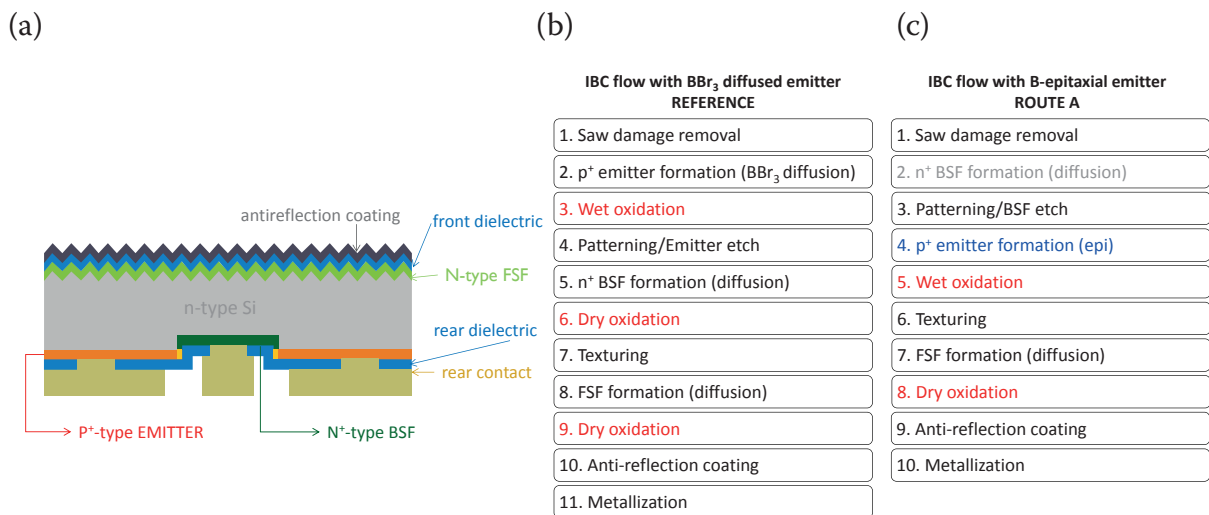 (a)
antireflection coating
front dielectric
N-type FSF
n-type Si
rear dielectric
rear contact
P⁺-type EMITTER
N⁺-type BSF
(b)
IBC flow with BBr₃ diffused emitter
REFERENCE
1. Saw damage removal
2. p⁺ emitter formation (BBr₃ diffusion)
3. Wet oxidation
4. Patterning/Emitter etch
5. n⁺ BSF formation (diffusion)
6. Dry oxidation
7. Texturing
8. FSF formation (diffusion)
9. Dry oxidation
10. Anti-reflection coating
11. Metallization
(c)
IBC flow with B-epitaxial emitter
ROUTE A
1. Saw damage removal
2. n⁺ BSF formation (diffusion)
3. Patterning/BSF etch
4. p⁺ emitter formation (epi)
5. Wet oxidation
6. Texturing
7. FSF formation (diffusion)
8. Dry oxidation
9. Anti-reflection coating
10. Metallization